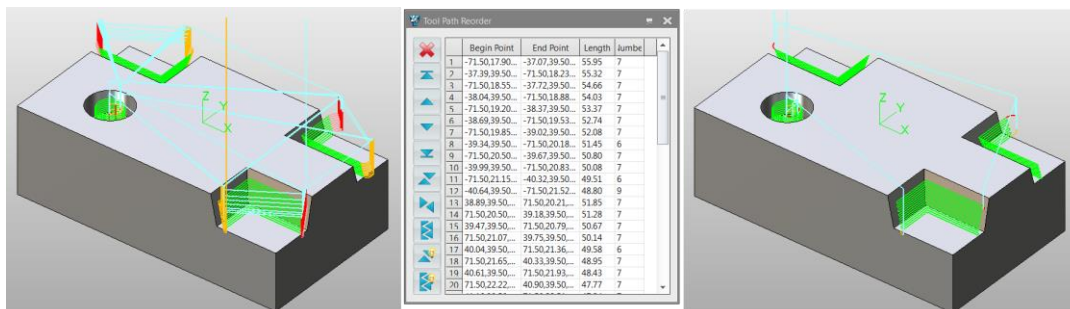 Tool Path Reorder
Begin Point End Point Length Jumbe
1 -71.50,17.90... -37.07,39.50... 55.95 7
2 -37.39,39.50... -71.50,18.23... 55.32 7
3 -71.50,18.55... -37.72,39.50... 54.66 7
4 -38.04,39.50... -71.50,18.88... 54.03 7
5 -71.50,19.20... -38.37,39.50... 53.37 7
6 -38.69,39.50... -71.50,19.53... 52.74 7
7 -71.50,19.85... -39.02,39.50... 52.08 7
8 -39.34,39.50... -71.50,20.18... 51.45 6
9 -71.50,20.50... -39.67,39.50... 50.80 7
10 -39.99,39.50... -71.50,20.83... 50.08 7
11 -71.50,21.15... -40.32,39.50... 49.51 6
12 -40.64,39.50... -71.50,21.52... 48.80 9
13 38.89,39.50,... 71.50,20.21,... 51.85 7
14 71.50,20.50,... 39.18,39.50,... 51.28 7
15 39.47,39.50,... 71.50,20.79,... 50.67 7
16 71.50,21.07,... 39.75,39.50,... 50.14 7
17 40.04,39.50,... 71.50,21.36,... 49.58 6
18 71.50,21.65,... 40.33,39.50,... 48.95 7
19 40.61,39.50,... 71.50,21.93,... 48.43 7
20 71.50,22.22,... 40.90,39.50,... 47.77 7
Z
Y
X
Z
Y
X